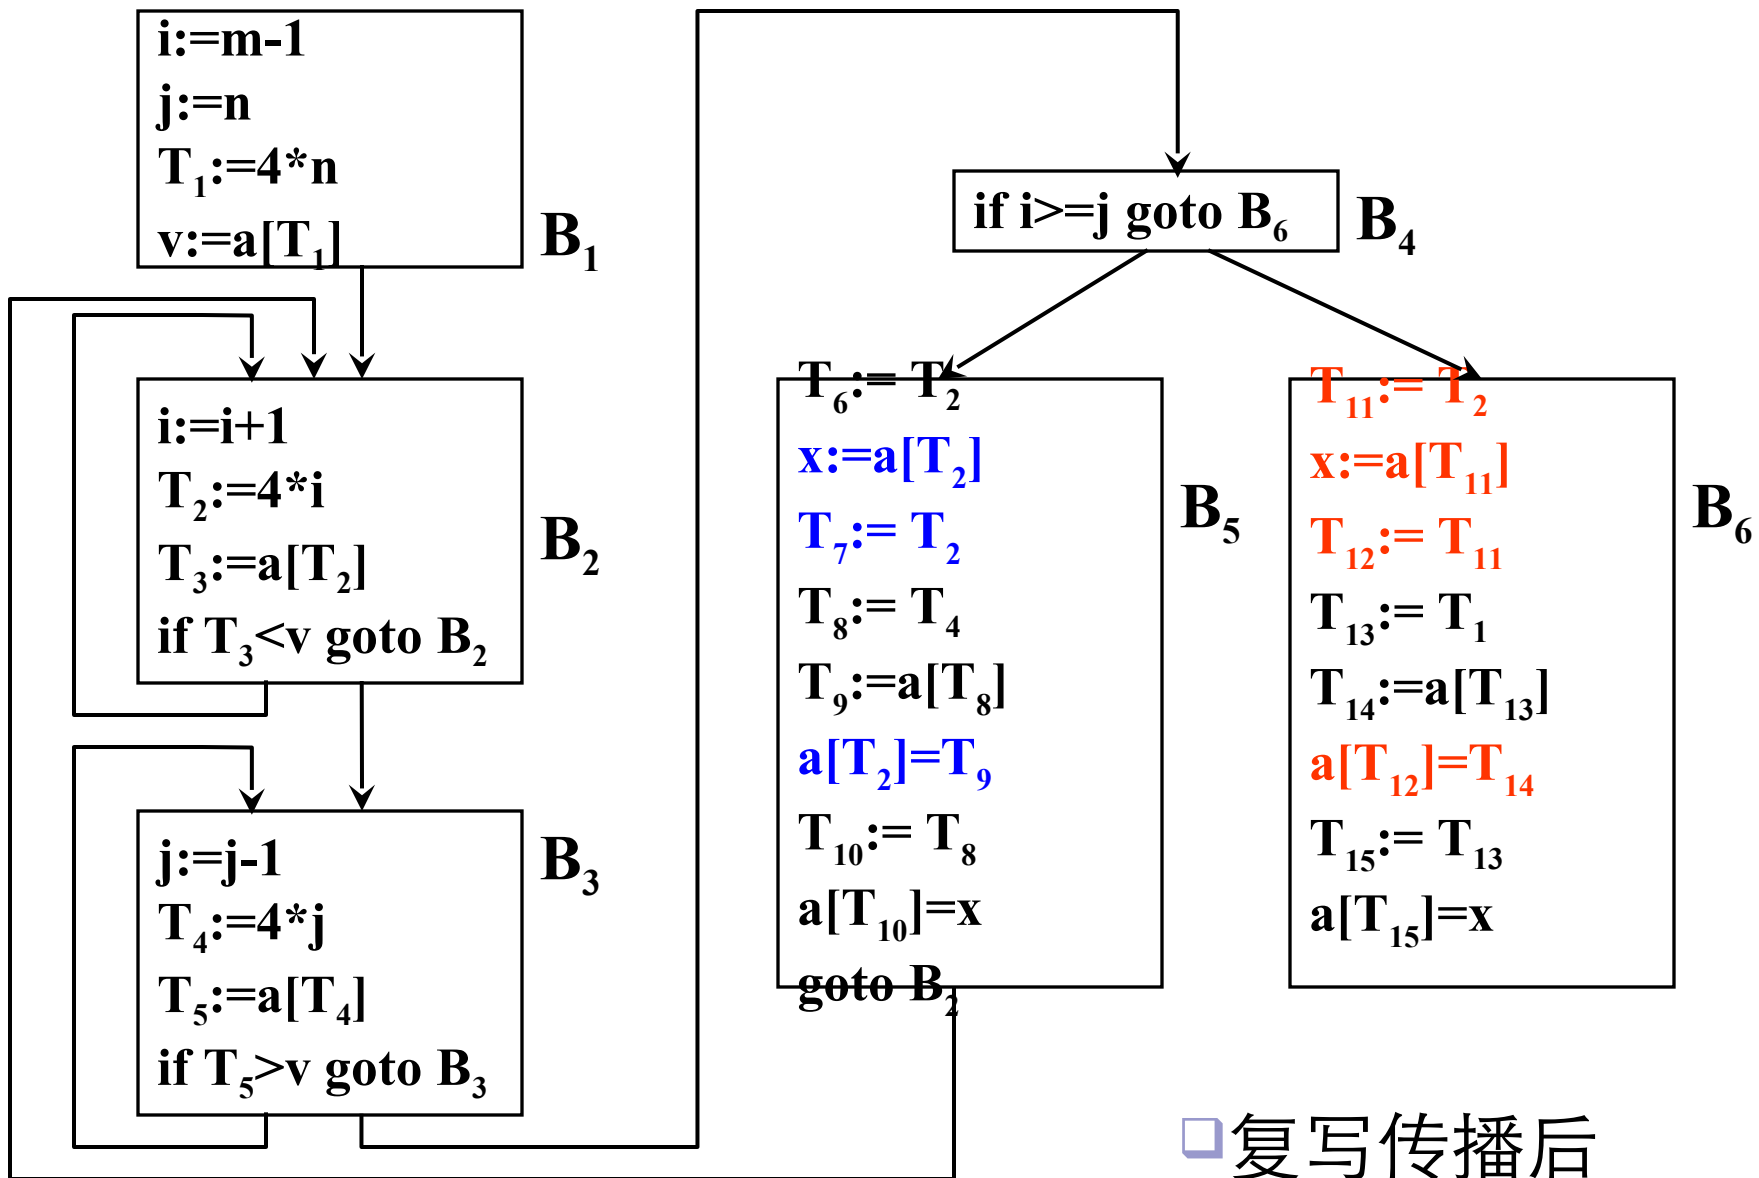 i:=m-1
j:=n
T₁:=4*n
v:=a[T₁]
B₁
i:=i+1
T₂:=4*i
T₃:=a[T₂]
if T₃<v goto B₂
B₂
j:=j-1
T₄:=4*j
T₅:=a[T₄]
if T₅>v goto B₃
B₃
if i>=j goto B₆
B₄
T₆:= T₂
x:=a[T₂]
T₇:= T₂
T₈:= T₄
T₉:=a[T₈]
a[T₂]=T₉
T₁₀:= T₈
a[T₁₀]=x
goto B₂
B₅
T₁₁:= T₂
x:=a[T₁₁]
T₁₂:= T₁₁
T₁₃:= T₁
T₁₄:=a[T₁₃]
a[T₁₂]=T₁₄
T₁₅:= T₁₃
a[T₁₅]=x
B₆
复写传播后